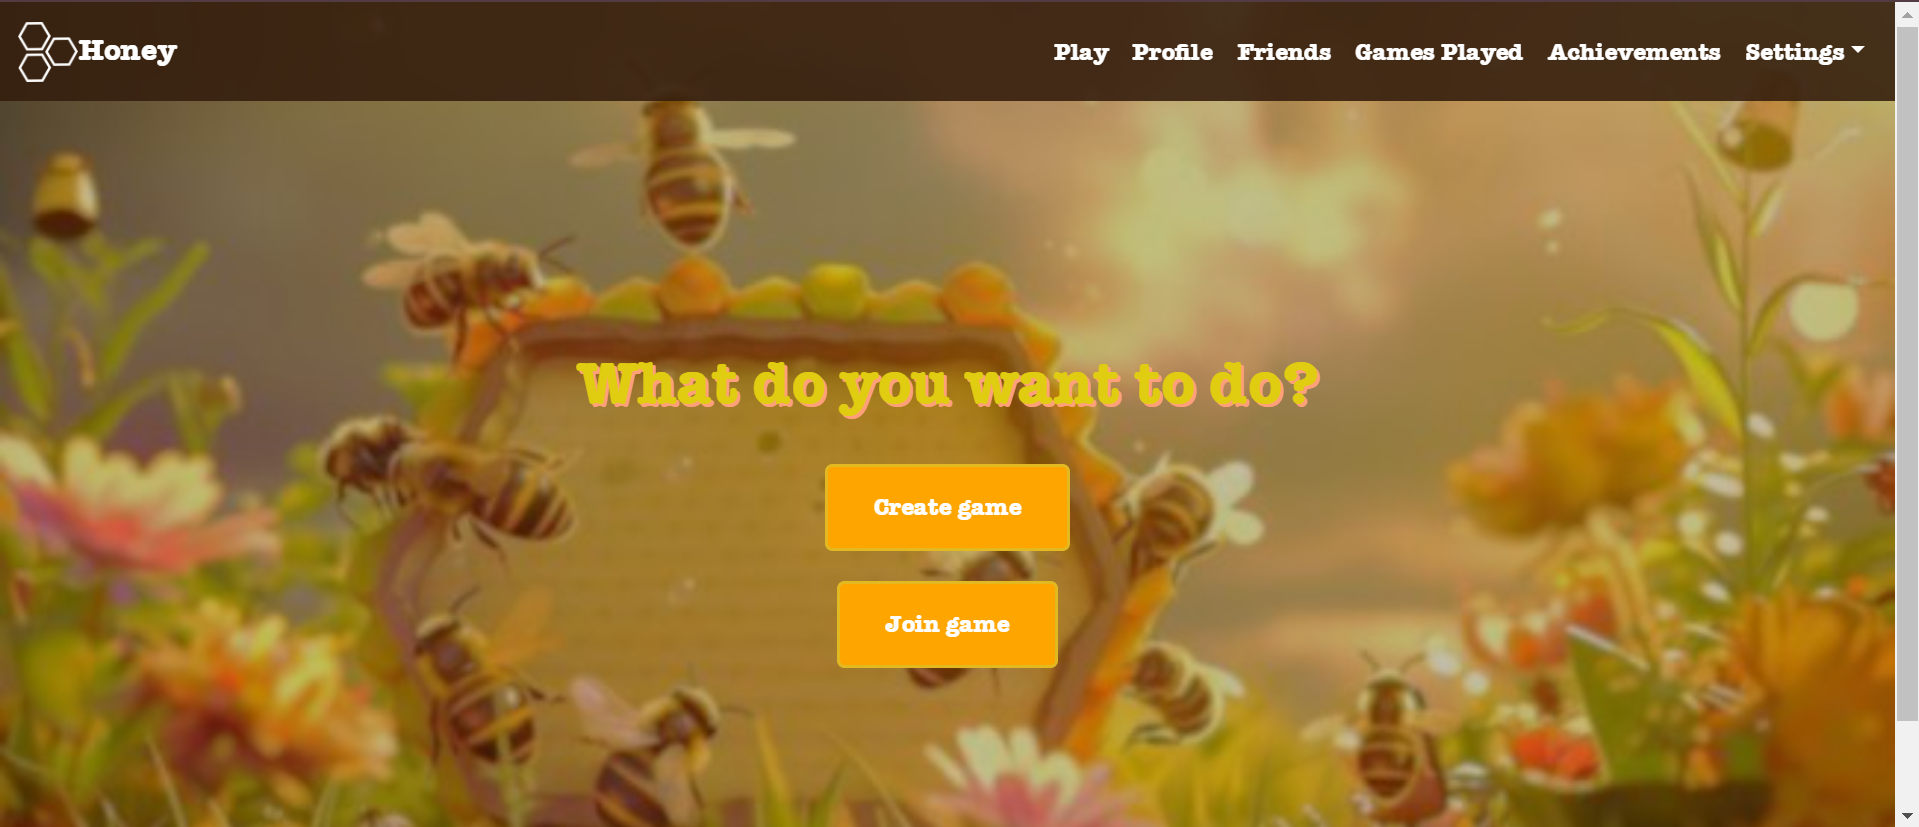 Honey
Play Profile Friends Games Played Achievements Settings
What do you want to do?
Create game
Join game